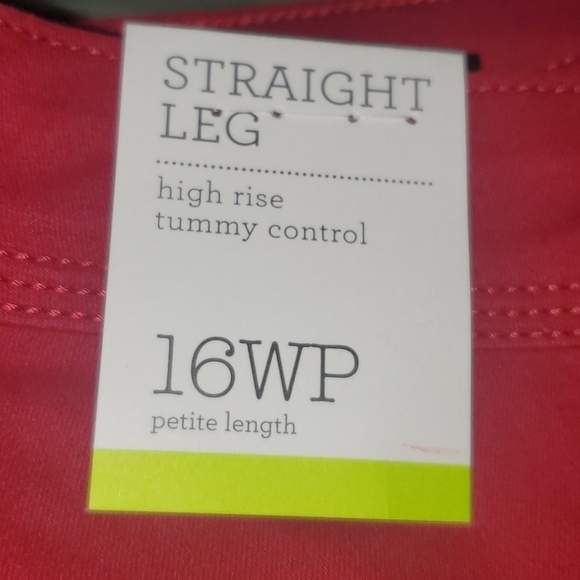 STRAIGHT
LEG
high rise
tummy control
16WP
petite length